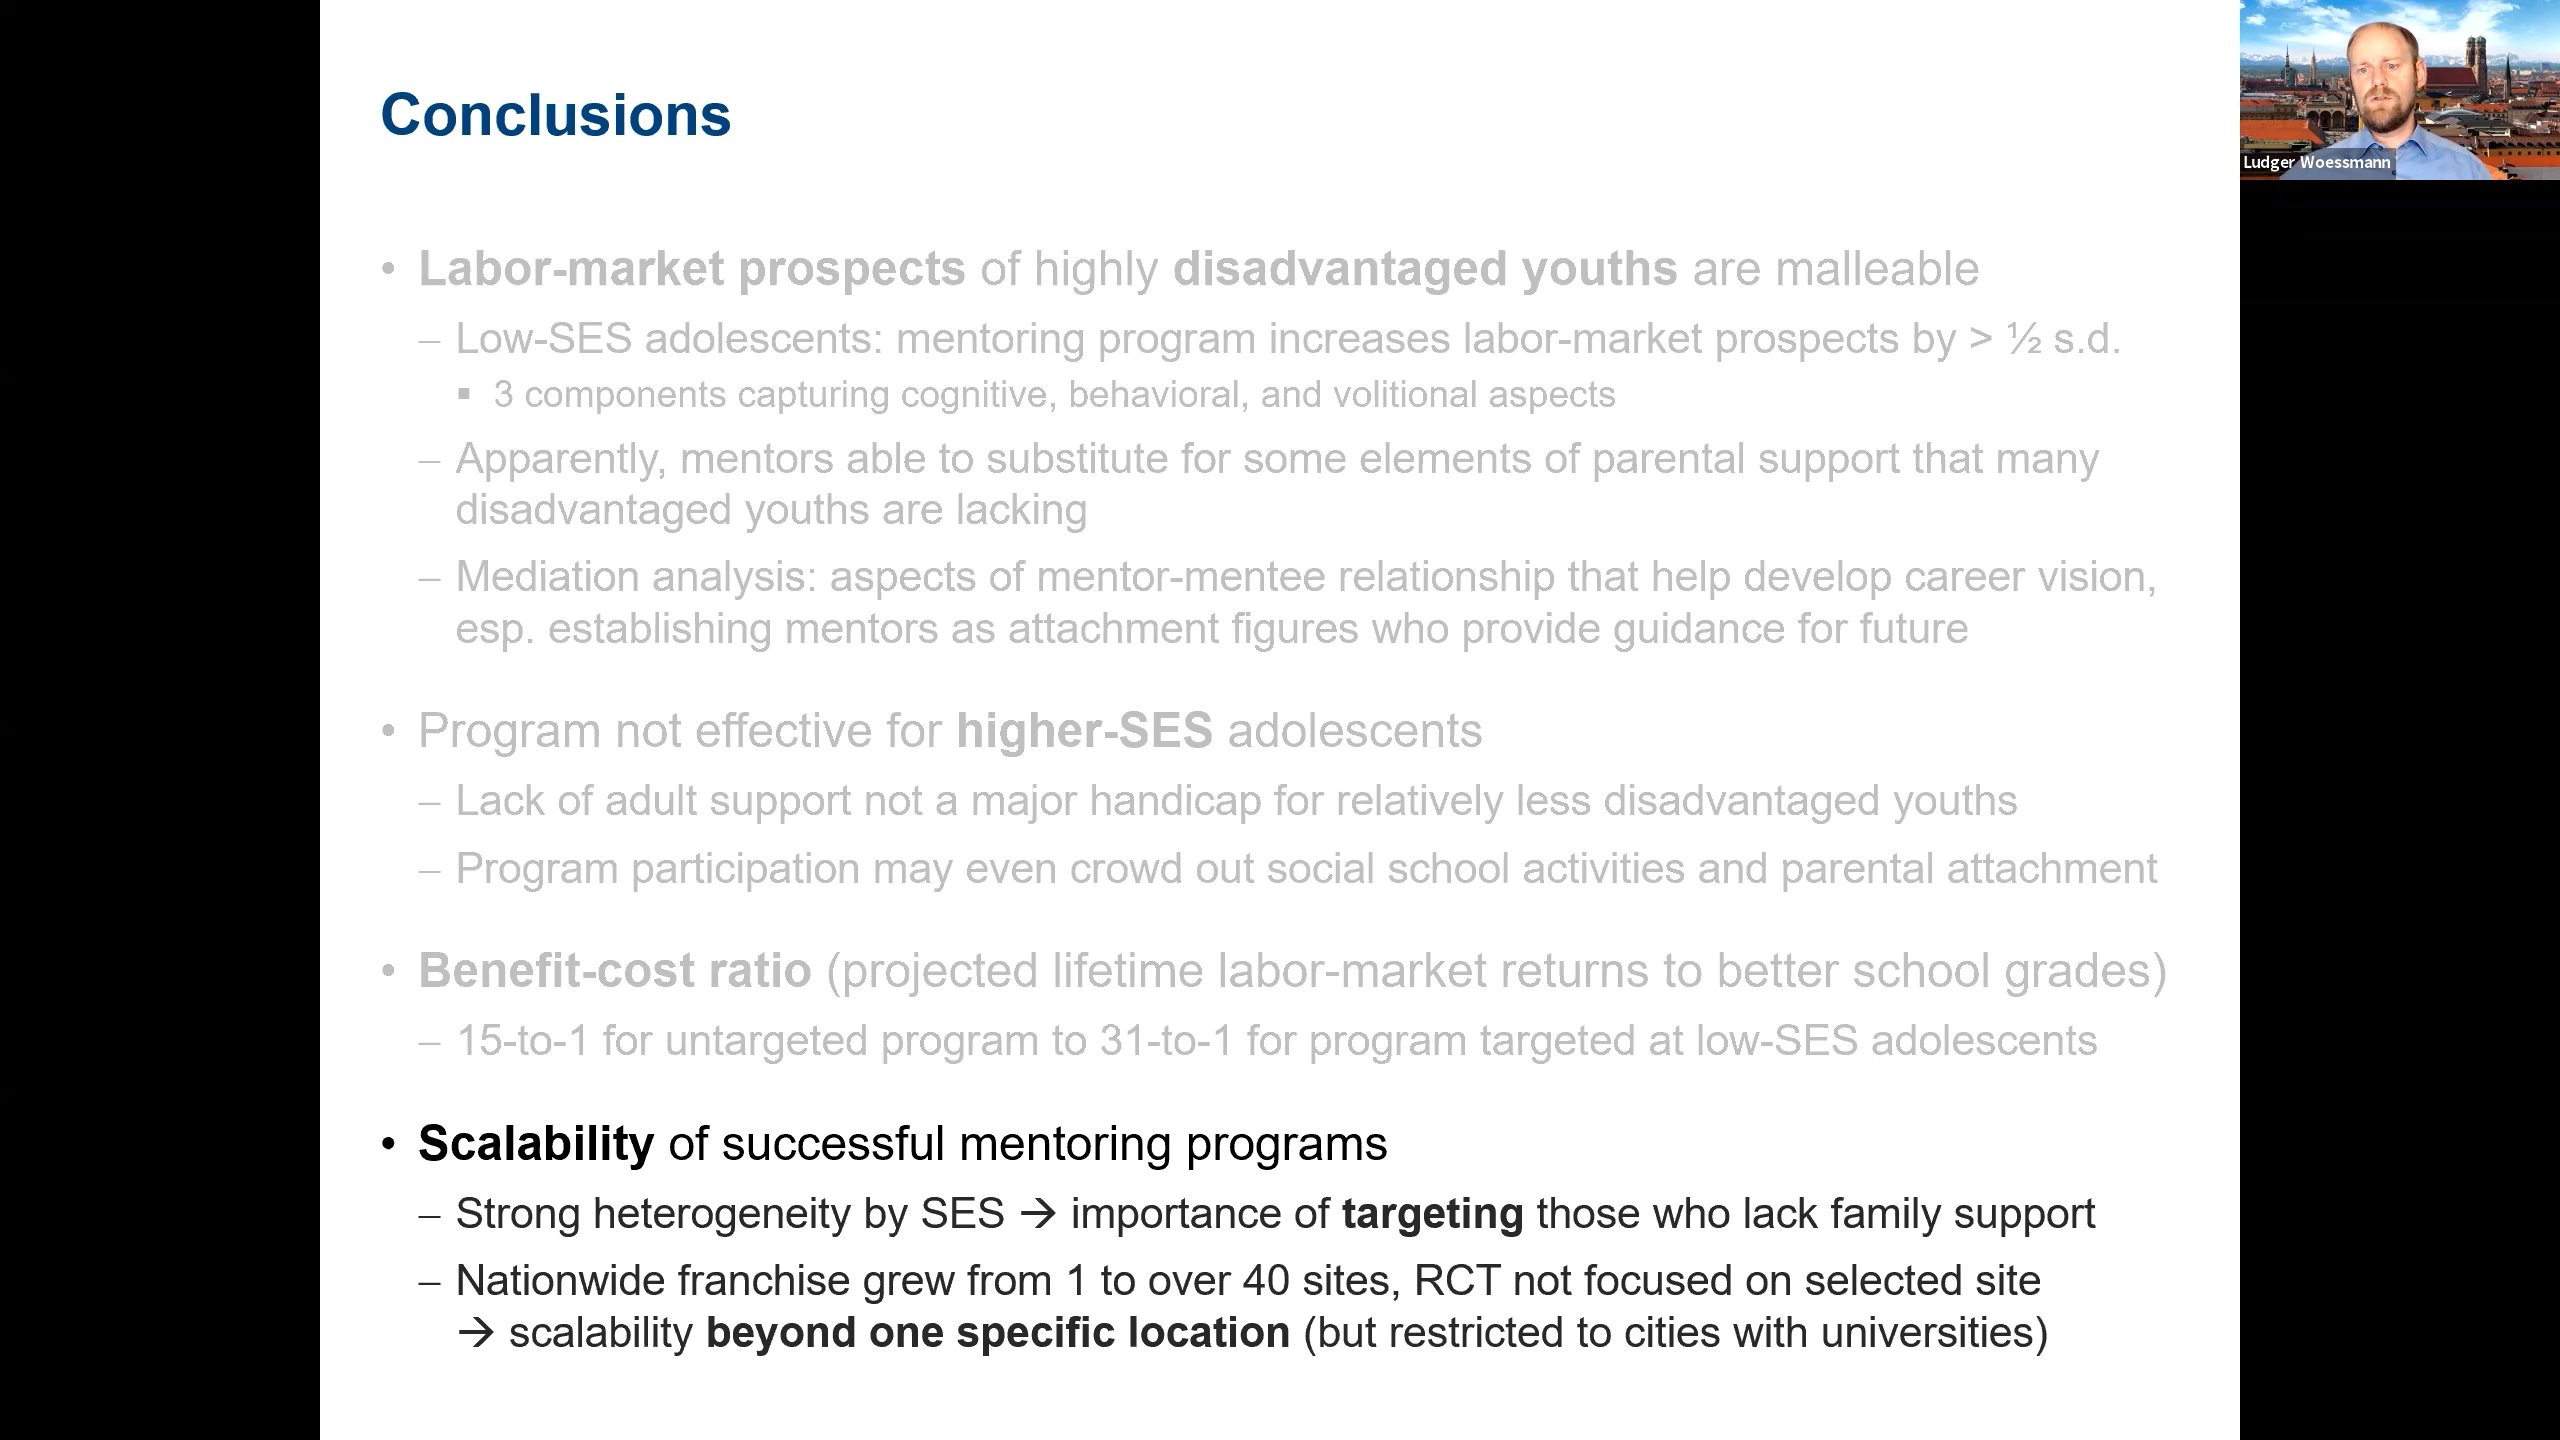 Conclusions
Ludger Woessmann
• Labor-market prospects of highly disadvantaged youths are malleable
– Low-SES adolescents: mentoring program increases labor-market prospects by > ½ s.d.
▪ 3 components capturing cognitive, behavioral, and volitional aspects
– Apparently, mentors able to substitute for some elements of parental support that many
disadvantaged youths are lacking
– Mediation analysis: aspects of mentor-mentee relationship that help develop career vision,
esp. establishing mentors as attachment figures who provide guidance for future
• Program not effective for higher-SES adolescents
– Lack of adult support not a major handicap for relatively less disadvantaged youths
– Program participation may even crowd out social school activities and parental attachment
• Benefit-cost ratio (projected lifetime labor-market returns to better school grades)
– 15-to-1 for untargeted program to 31-to-1 for program targeted at low-SES adolescents
• Scalability of successful mentoring programs
– Strong heterogeneity by SES → importance of targeting those who lack family support
– Nationwide franchise grew from 1 to over 40 sites, RCT not focused on selected site
→ scalability beyond one specific location (but restricted to cities with universities)